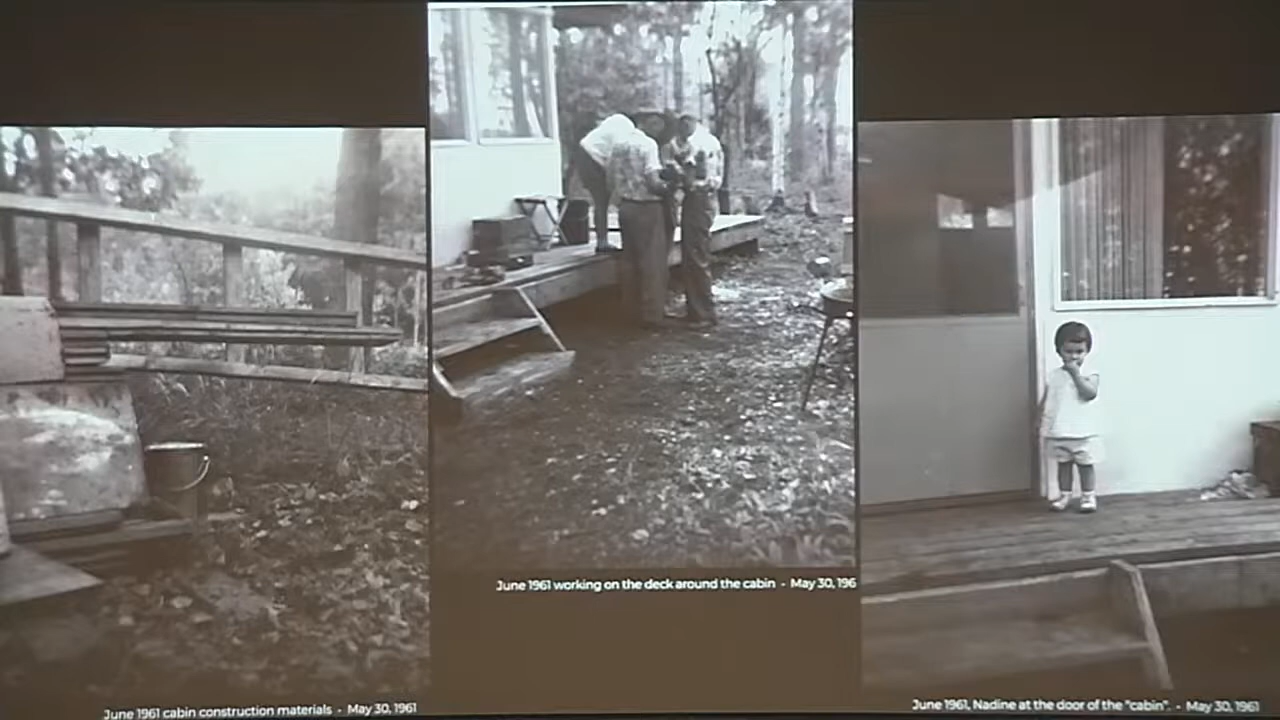 June 1961 cabin construction materials - May 30, 1961
June 1961 working on the deck around the cabin - May 30, 196
June 1961, Nadine at the door of the "cabin". - May 30, 1961